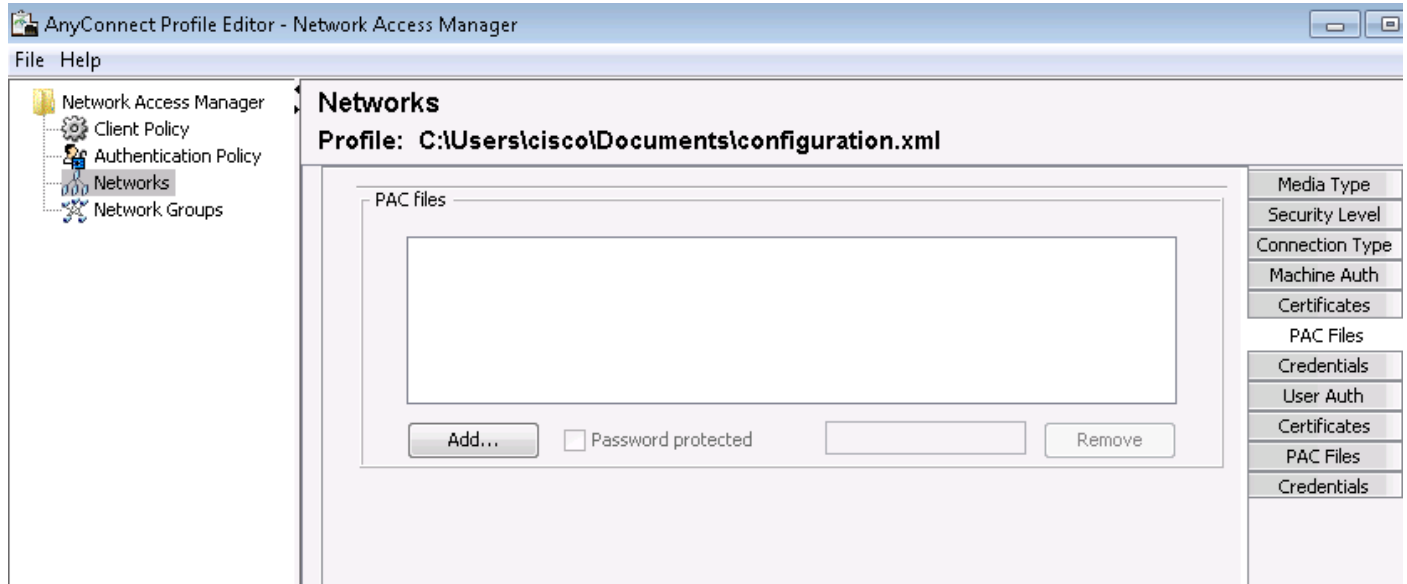 AnyConnect Profile Editor - Network Access Manager
File Help
Network Access Manager
Client Policy
Authentication Policy
Networks
Network Groups
Networks
Profile: C:\Users\cisco\Documents\configuration.xml
PAC files
Add...
Password protected
Remove
Media Type
Security Level
Connection Type
Machine Auth
Certificates
PAC Files
Credentials
User Auth
Certificates
PAC Files
Credentials